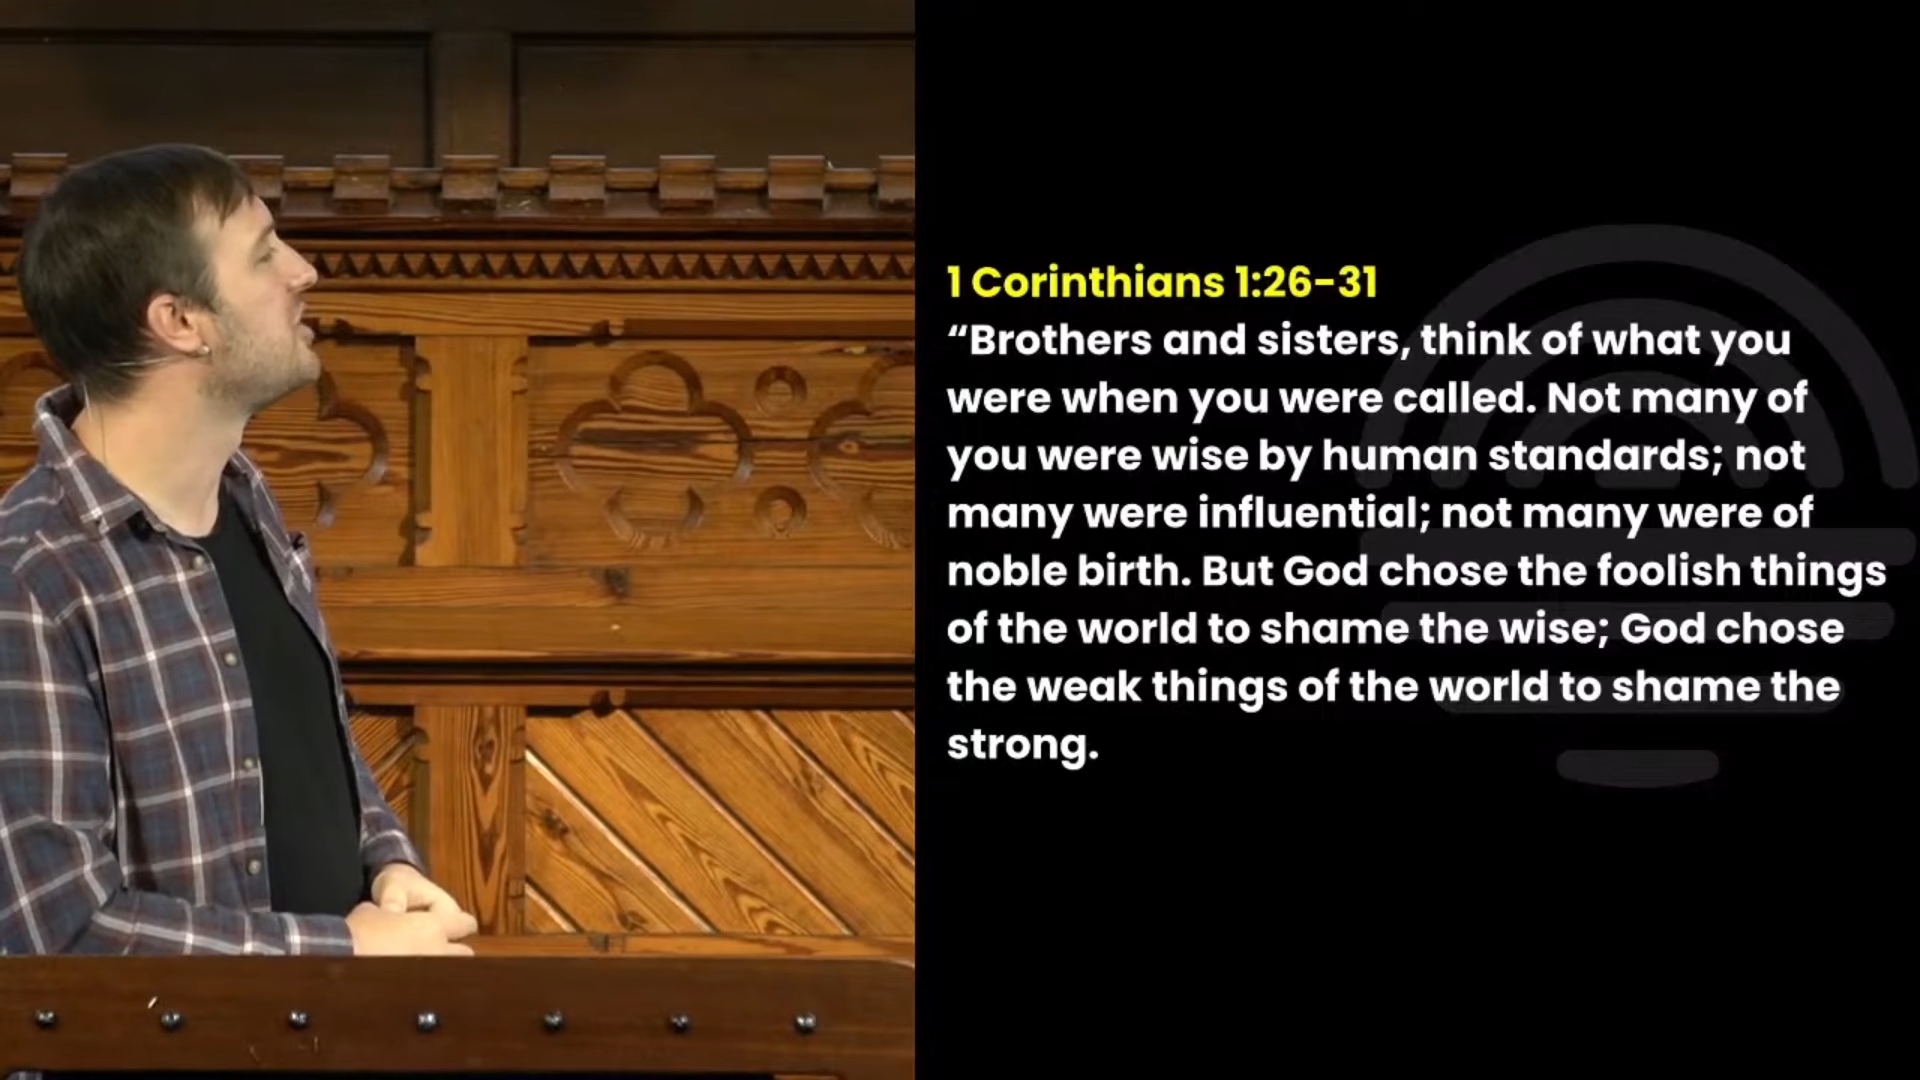 1 Corinthians 1:26-31
“Brothers and sisters, think of what you
were when you were called. Not many of
you were wise by human standards; not
many were influential; not many were of
noble birth. But God chose the foolish things
of the world to shame the wise; God chose
the weak things of the world to shame the
strong.